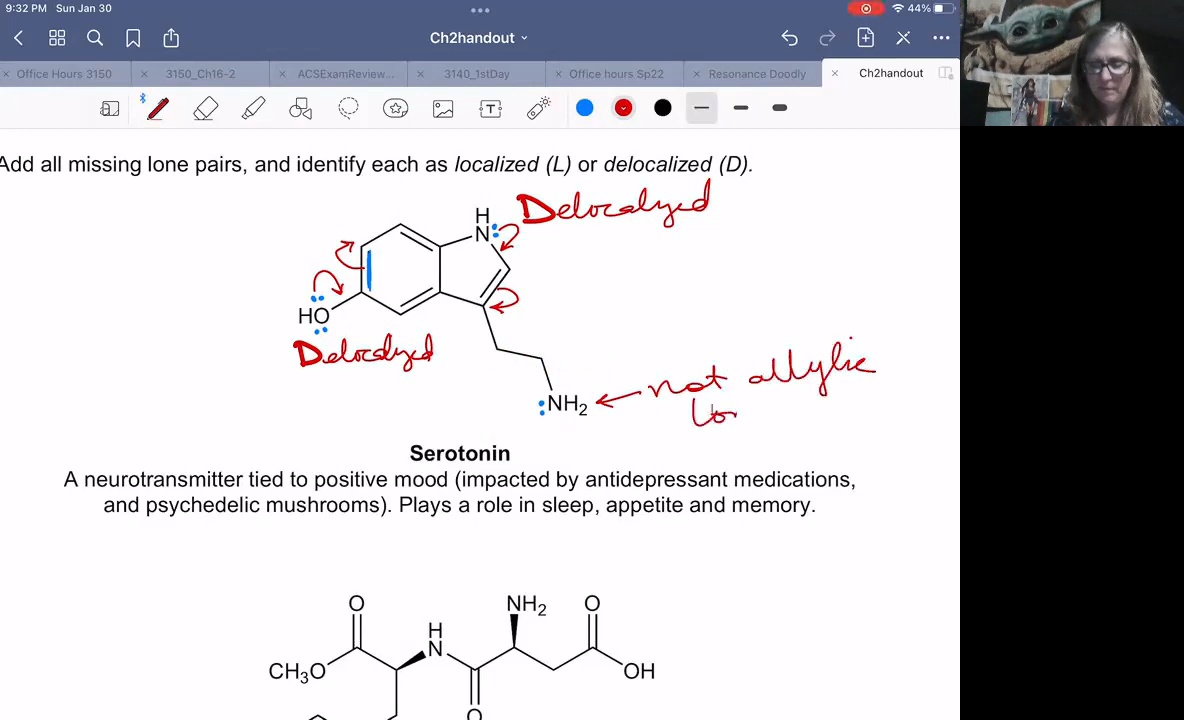 9:32 PM Sun Jan 30
44%
Ch2handout
Office Hours 3150
3150_Ch16-2
ACSExamReview...
3140_1stDay
Office hours Sp22
Resonance Doodly
Ch2handout
Add all missing lone pairs, and identify each as localized (L) or delocalized (D).
H
N
Delocalyzed
HO
Delocalyzed
not allylic
NH2
Lo
Serotonin
A neurotransmitter tied to positive mood (impacted by antidepressant medications,
and psychedelic mushrooms). Plays a role in sleep, appetite and memory.
O
NH2
O
H
N
CH3O
OH
O